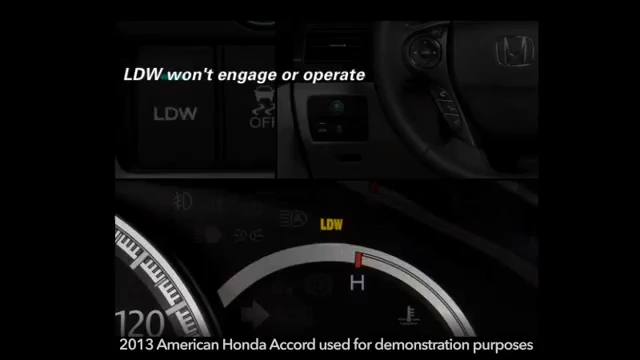 LDW won't engage or operate
LDW
OFF
LDW
H
120
2013 American Honda Accord used for demonstration purposes